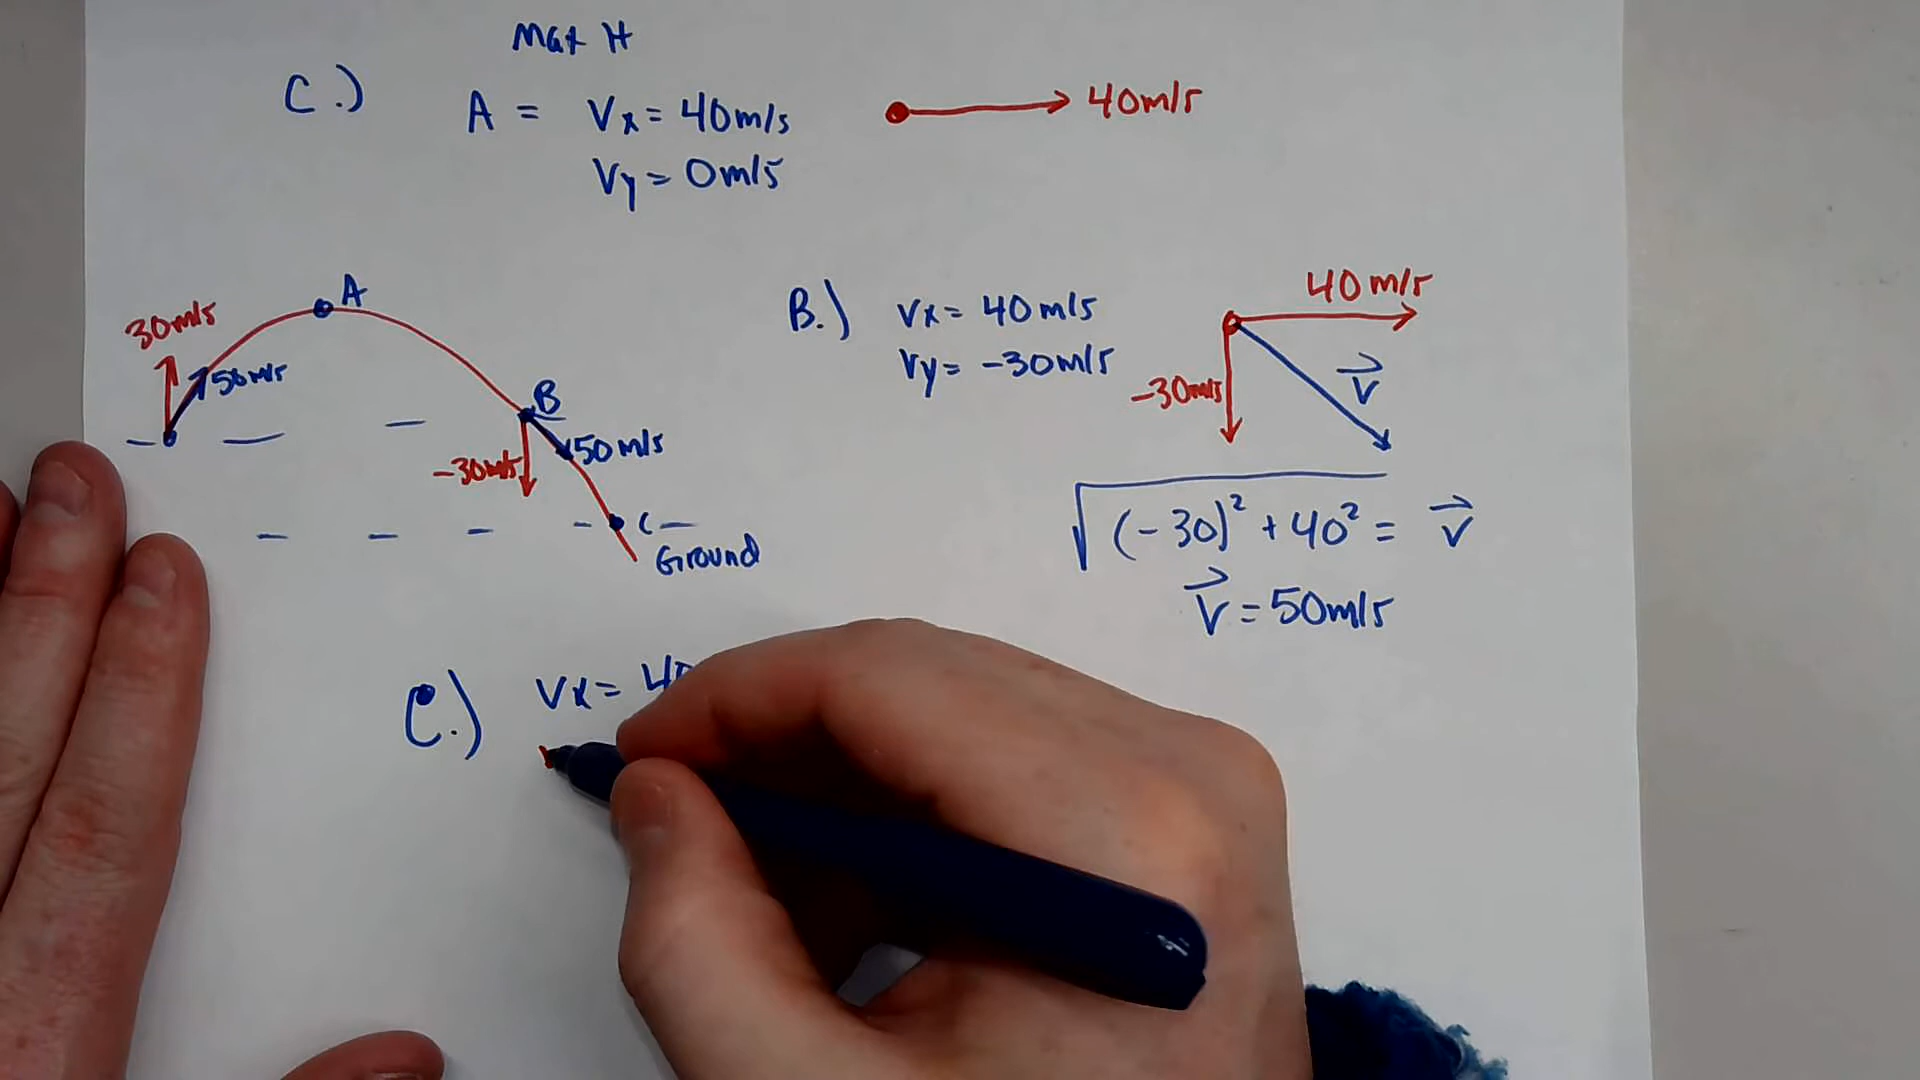 Max H
C.) A = Vx = 40m/s
Vy = 0m/s
40m/s
30m/s
50m/s
A
B
-30m/s
50m/s
C
Ground
B.) Vx = 40m/s
Vy = -30m/s
40m/s
-30m/s
V
√(-30)² + 40² = V
V = 50m/s
C.) Vx = 40